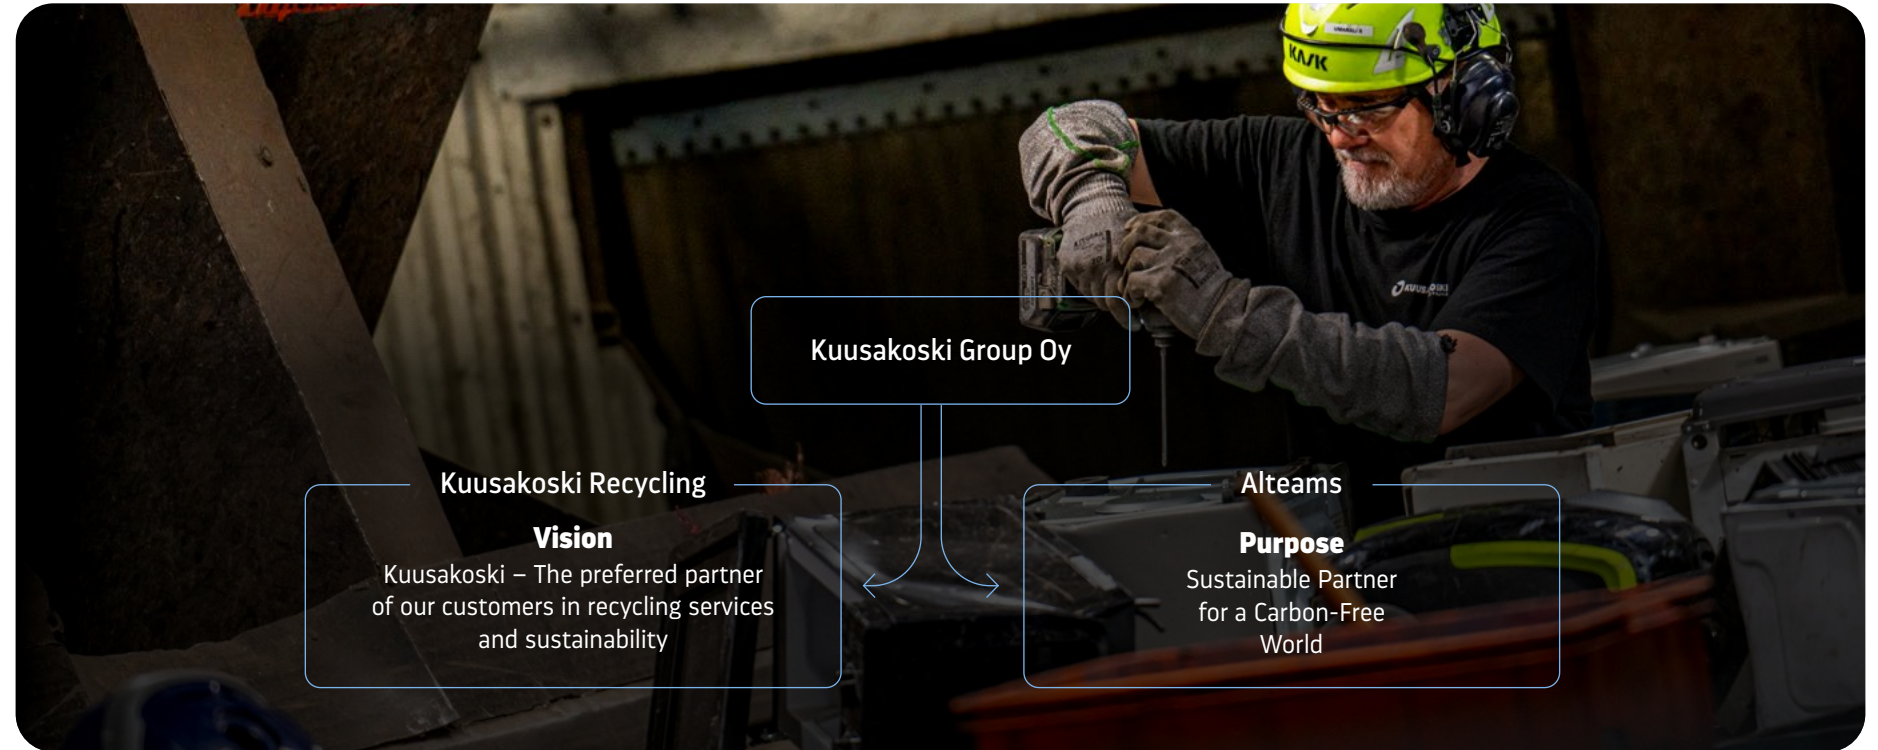 KASK
Kuusakoski Group Oy
Kuusakoski Recycling
Vision
Kuusakoski – The preferred partner
of our customers in recycling services
and sustainability
Alteams
Purpose
Sustainable Partner
for a Carbon-Free
World